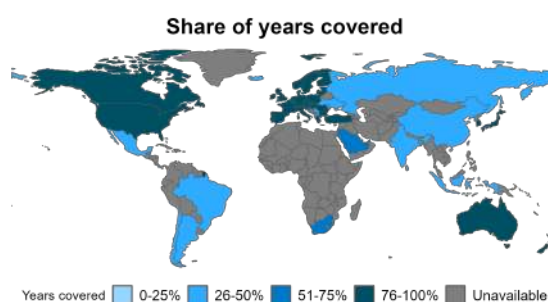 Share of years covered
Years covered 0-25% 26-50% 51-75% 76-100% Unavailable